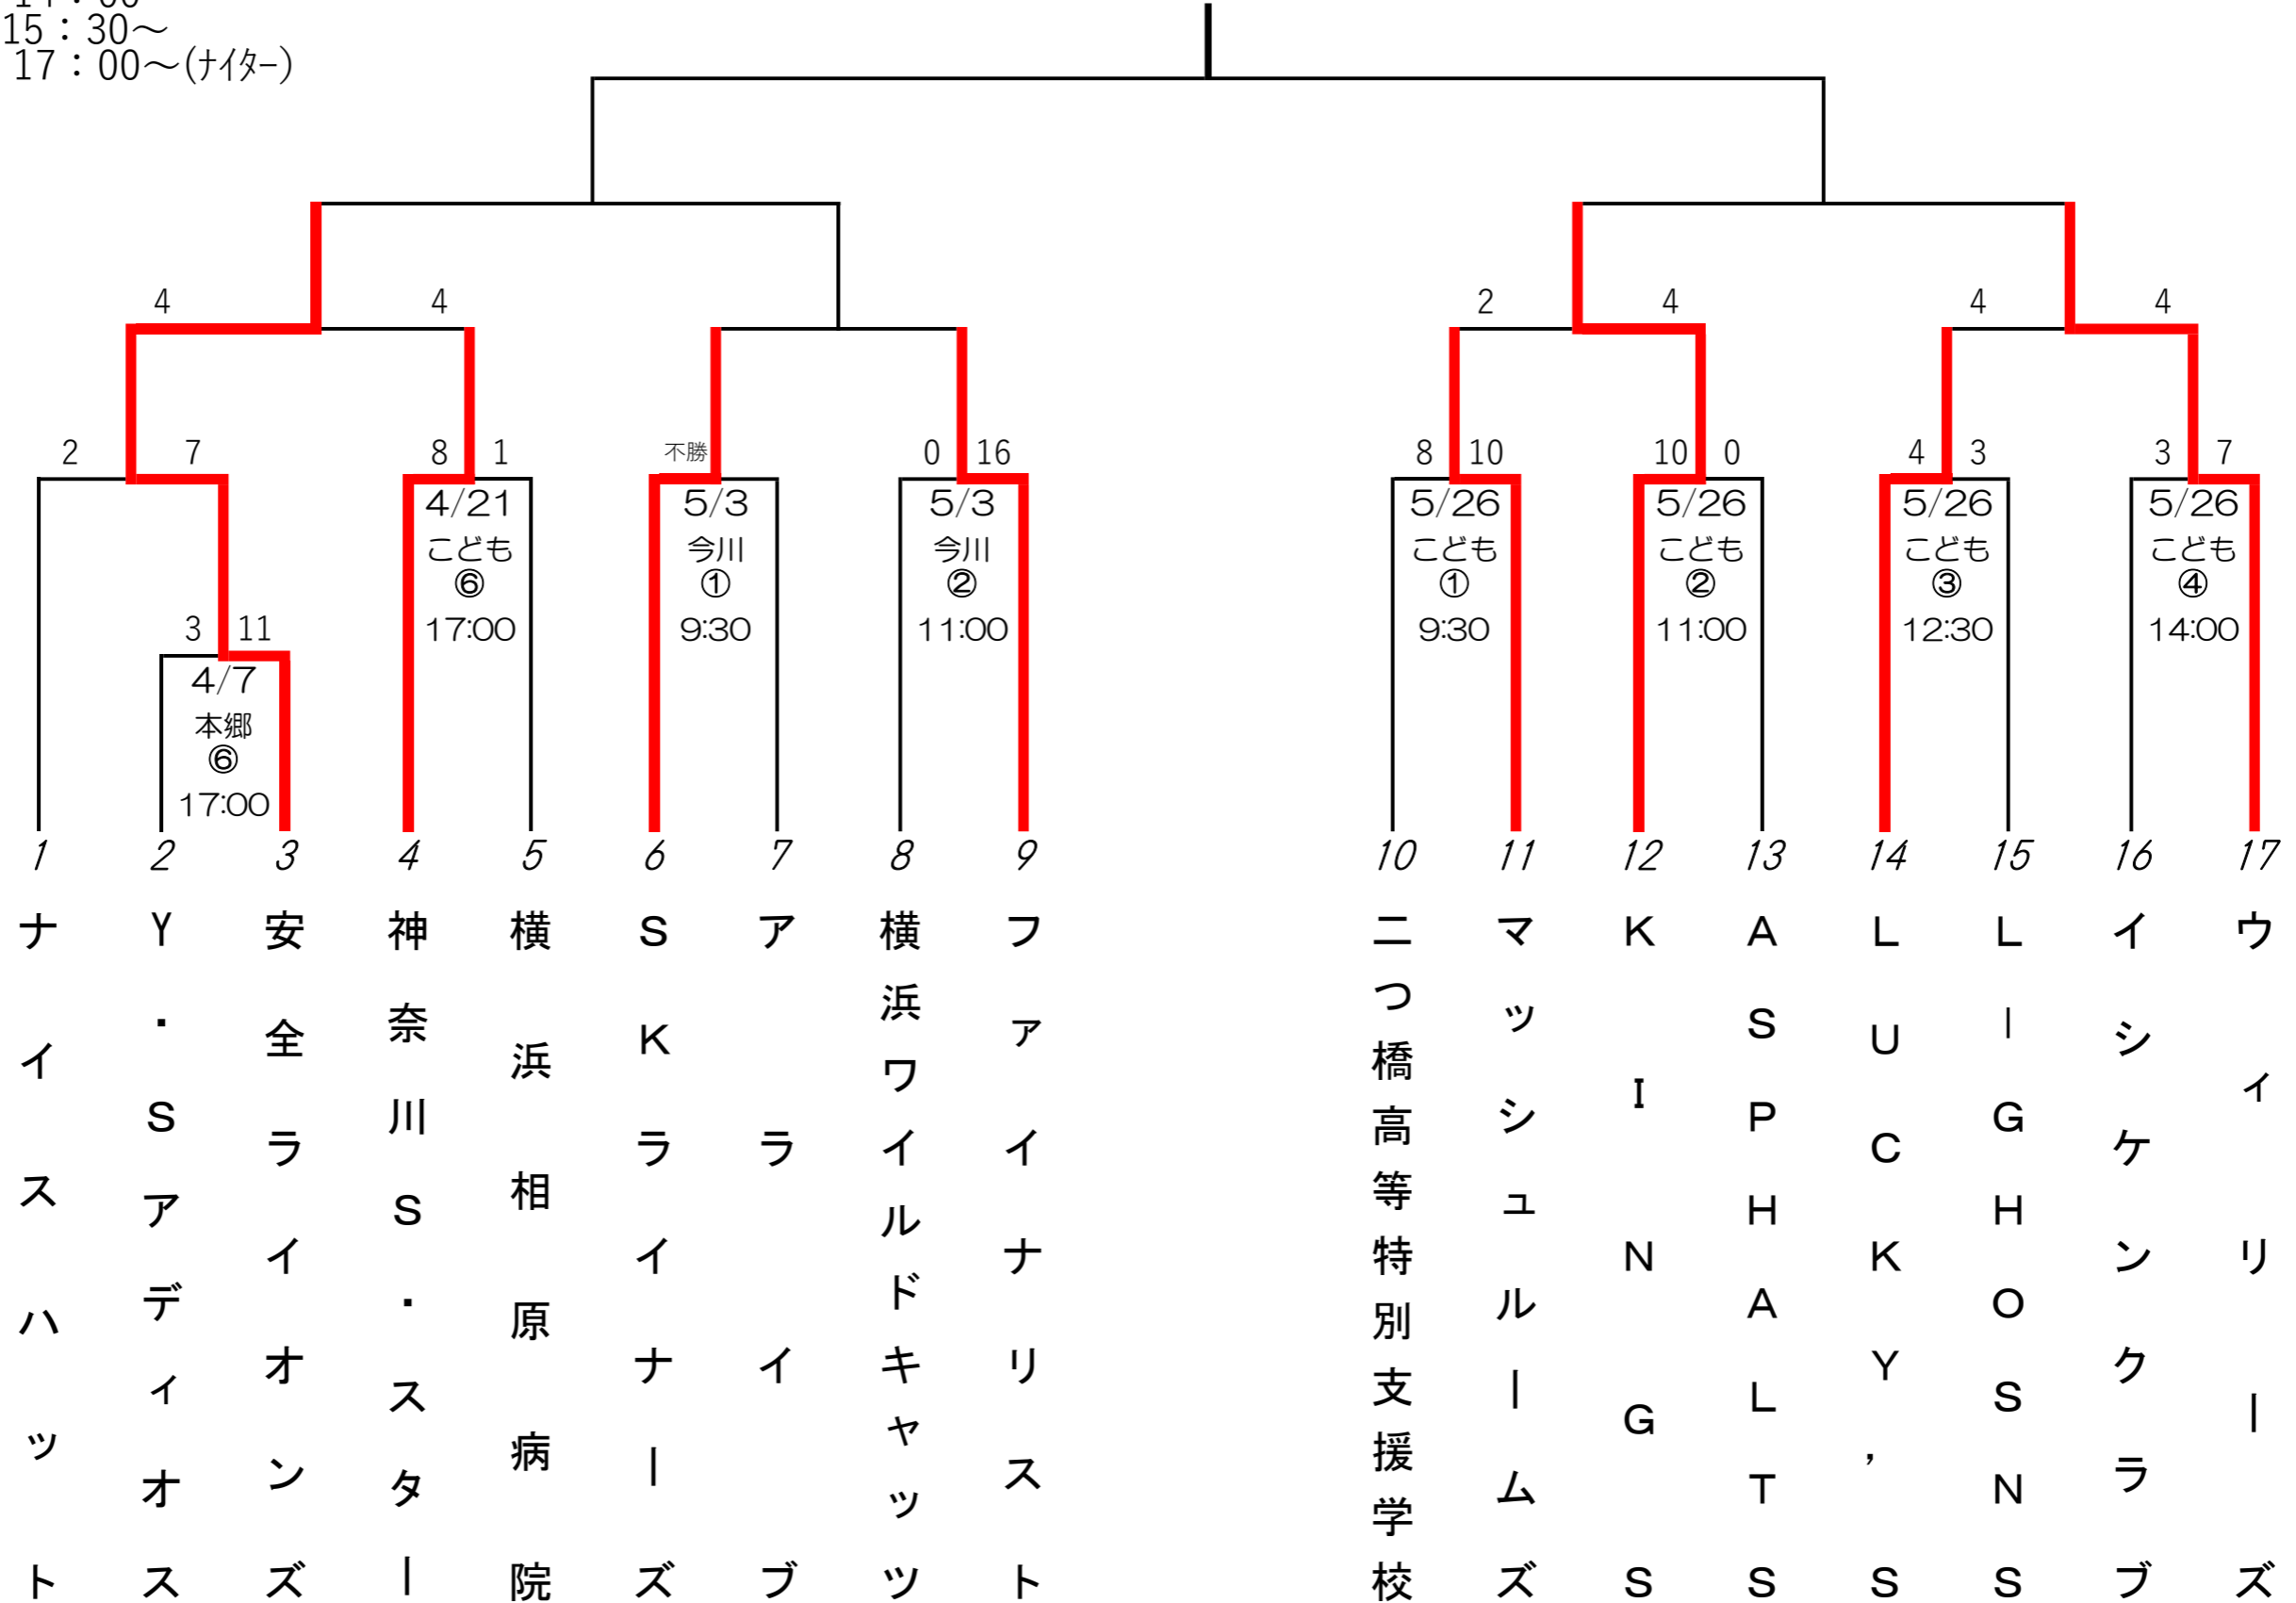 15：30～
17：00～(ﾅｲﾀｰ)
4
4
2
4
4
4
2
7
8
1
不勝
0
16
8
10
10
0
4
3
3
7
4/21
こども
⑥
17:00
5/3
今川
①
9:30
5/3
今川
②
11:00
5/26
こども
①
9:30
5/26
こども
②
11:00
5/26
こども
③
12:30
5/26
こども
④
14:00
3
11
4/7
本郷
⑥
17:00
1
2
3
4
5
6
7
8
9
10
11
12
13
14
15
16
17
ナイスハット
Y・Sアディオス
安全ライオンズ
神奈川S・スター
横浜相原病院
SKライナーズ
アライブ
横浜ワイルドキャッツ
ファイナリスト
二つ橋高等特別支援学校
マッシュルームズ
KINGS
ASPHALTS
LUCKY’S
L－GHOSNS
イシケンクラブ
ウィリーズ